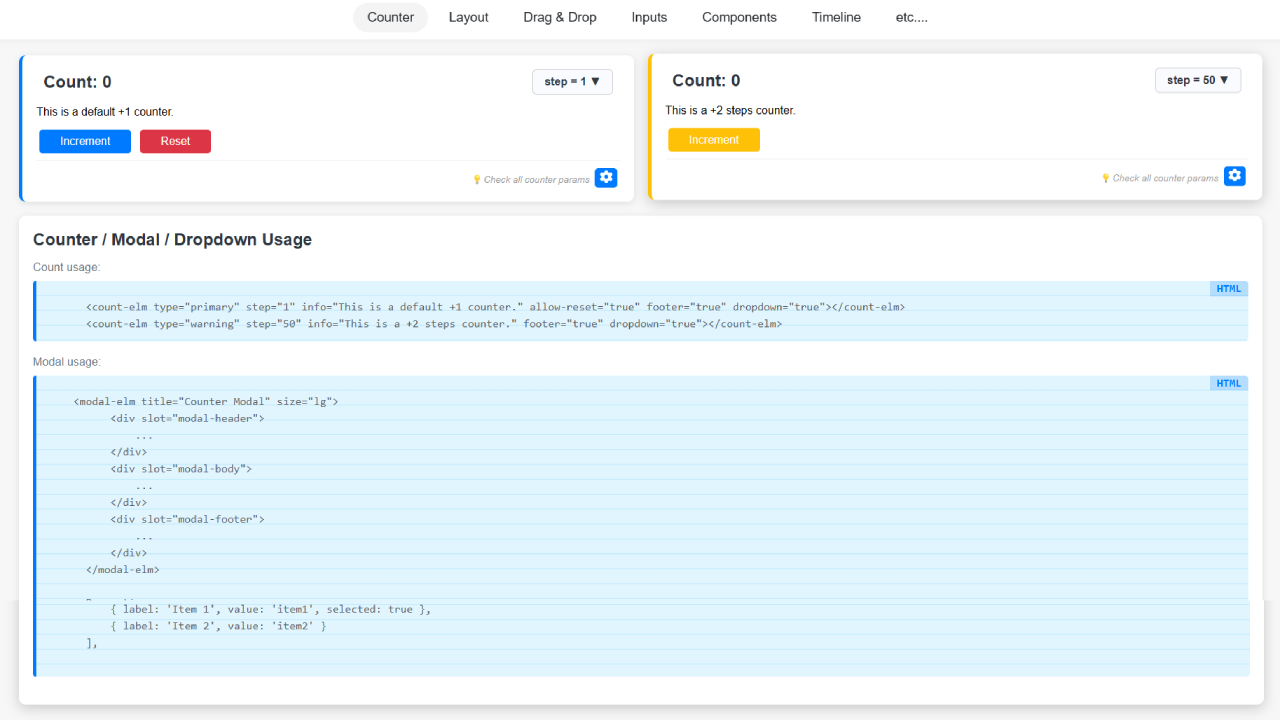 Counter Layout Drag & Drop Inputs Components Timeline etc....
Count: 0
step = 1 ▼
This is a default +1 counter.
Increment Reset
💡 Check all counter params
Count: 0
step = 50 ▼
This is a +2 steps counter.
Increment
💡 Check all counter params
Counter / Modal / Dropdown Usage
Count usage:
HTML
<count-elm type="primary" step="1" info="This is a default +1 counter." allow-reset="true" footer="true" dropdown="true"></count-elm>
<count-elm type="warning" step="50" info="This is a +2 steps counter." footer="true" dropdown="true"></count-elm>
Modal usage:
HTML
<modal-elm title="Counter Modal" size="lg">
<div slot="modal-header">
...
</div>
<div slot="modal-body">
...
</div>
<div slot="modal-footer">
...
</div>
</modal-elm>
{ label: 'Item 1', value: 'item1', selected: true },
{ label: 'Item 2', value: 'item2' }
],